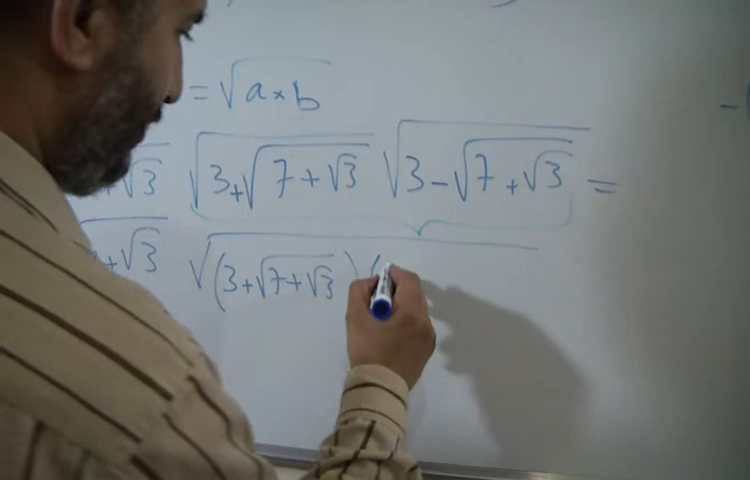 = √(a × b)
+ √3 √(3 + √(7 + √3)) √(3 - √(7 + √3)) =
+ √3 √((3 + √(7 + √3)) (